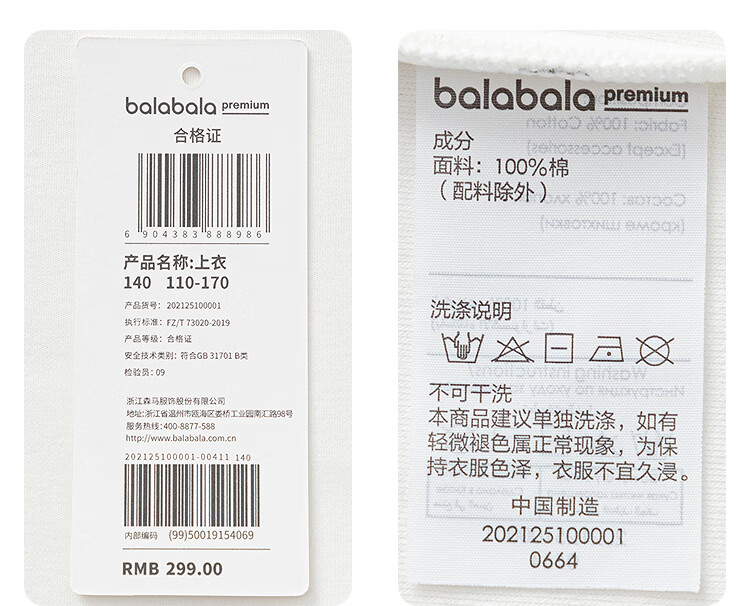 balabala premium
合格证
6 904383 888986
产品名称:上衣
140 110-170
产品货号: 202125100001
执行标准: FZ/T 73020-2019
产品等级: 合格证
安全技术类别: 符合GB 31701 B类
检验员: 09
浙江森马服饰股份有限公司
地址:浙江省温州市瓯海区娄桥工业园南汇路98号
服务热线:400-8877-588
http://www.balabala.com.cn
202125100001-00411 140
内部编码 (99)50019154069
RMB 299.00
balabala premium
成分
面料：100%棉
（配料除外）
洗涤说明
不可干洗
本商品建议单独洗涤，如有
轻微褪色属正常现象，为保
持衣服色泽，衣服不宜久浸。
中国制造
202125100001
0664